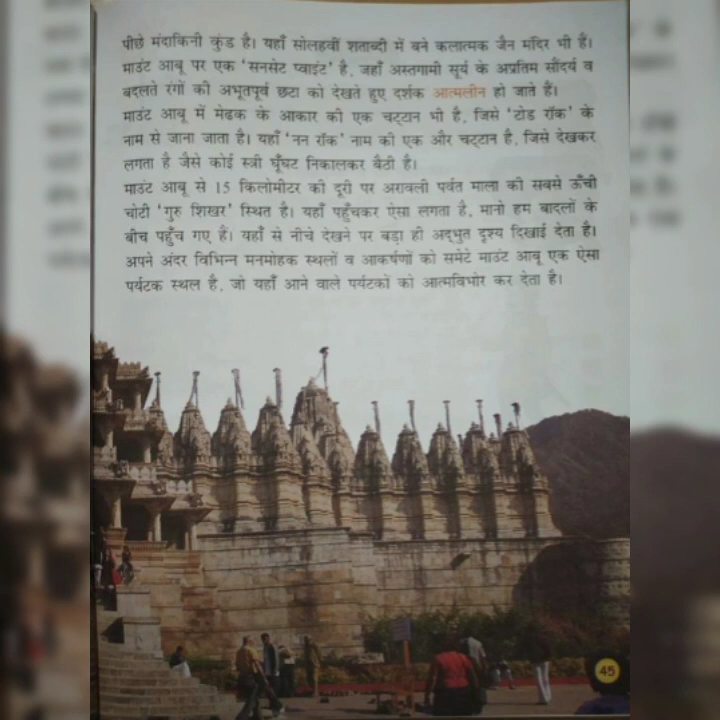 पीछे मंदाकिनी कुंड है। यहाँ सोलहवीं शताब्दी में बने कलात्मक जैन मंदिर भी हैं।
माउंट आबू पर एक 'सनसेट प्वाइंट' है, जहाँ अस्तगामी सूर्य के अप्रतिम सौंदर्य व
बदलते रंगों की अभूतपूर्व छटा को देखते हुए दर्शक आत्मलीन हो जाते हैं।
माउंट आबू में मेढक के आकार की एक चट्टान भी है, जिसे 'टोड रॉक' के
नाम से जाना जाता है। यहाँ 'नन रॉक' नाम की एक और चट्टान है, जिसे देखकर
लगता है जैसे कोई स्त्री घूँघट निकालकर बैठी है।
माउंट आबू से 15 किलोमीटर की दूरी पर अरावली पर्वत माला की सबसे ऊँची
चोटी 'गुरु शिखर' स्थित है। यहाँ पहुँचकर ऐसा लगता है, मानो हम बादलों के
बीच पहुँच गए हैं। यहाँ से नीचे देखने पर बड़ा ही अद्भुत दृश्य दिखाई देता है।
अपने अंदर विभिन्न मनमोहक स्थलों व आकर्षणों को समेटे माउंट आबू एक ऐसा
पर्यटक स्थल है, जो यहाँ आने वाले पर्यटकों को आत्मविभोर कर देता है।
45